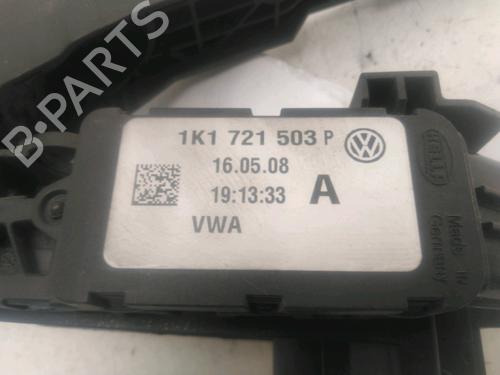 B-PARTS
1K1 721 503 P
16.05.08
19:13:33 A
VWA
HELLA
Made in
Germany